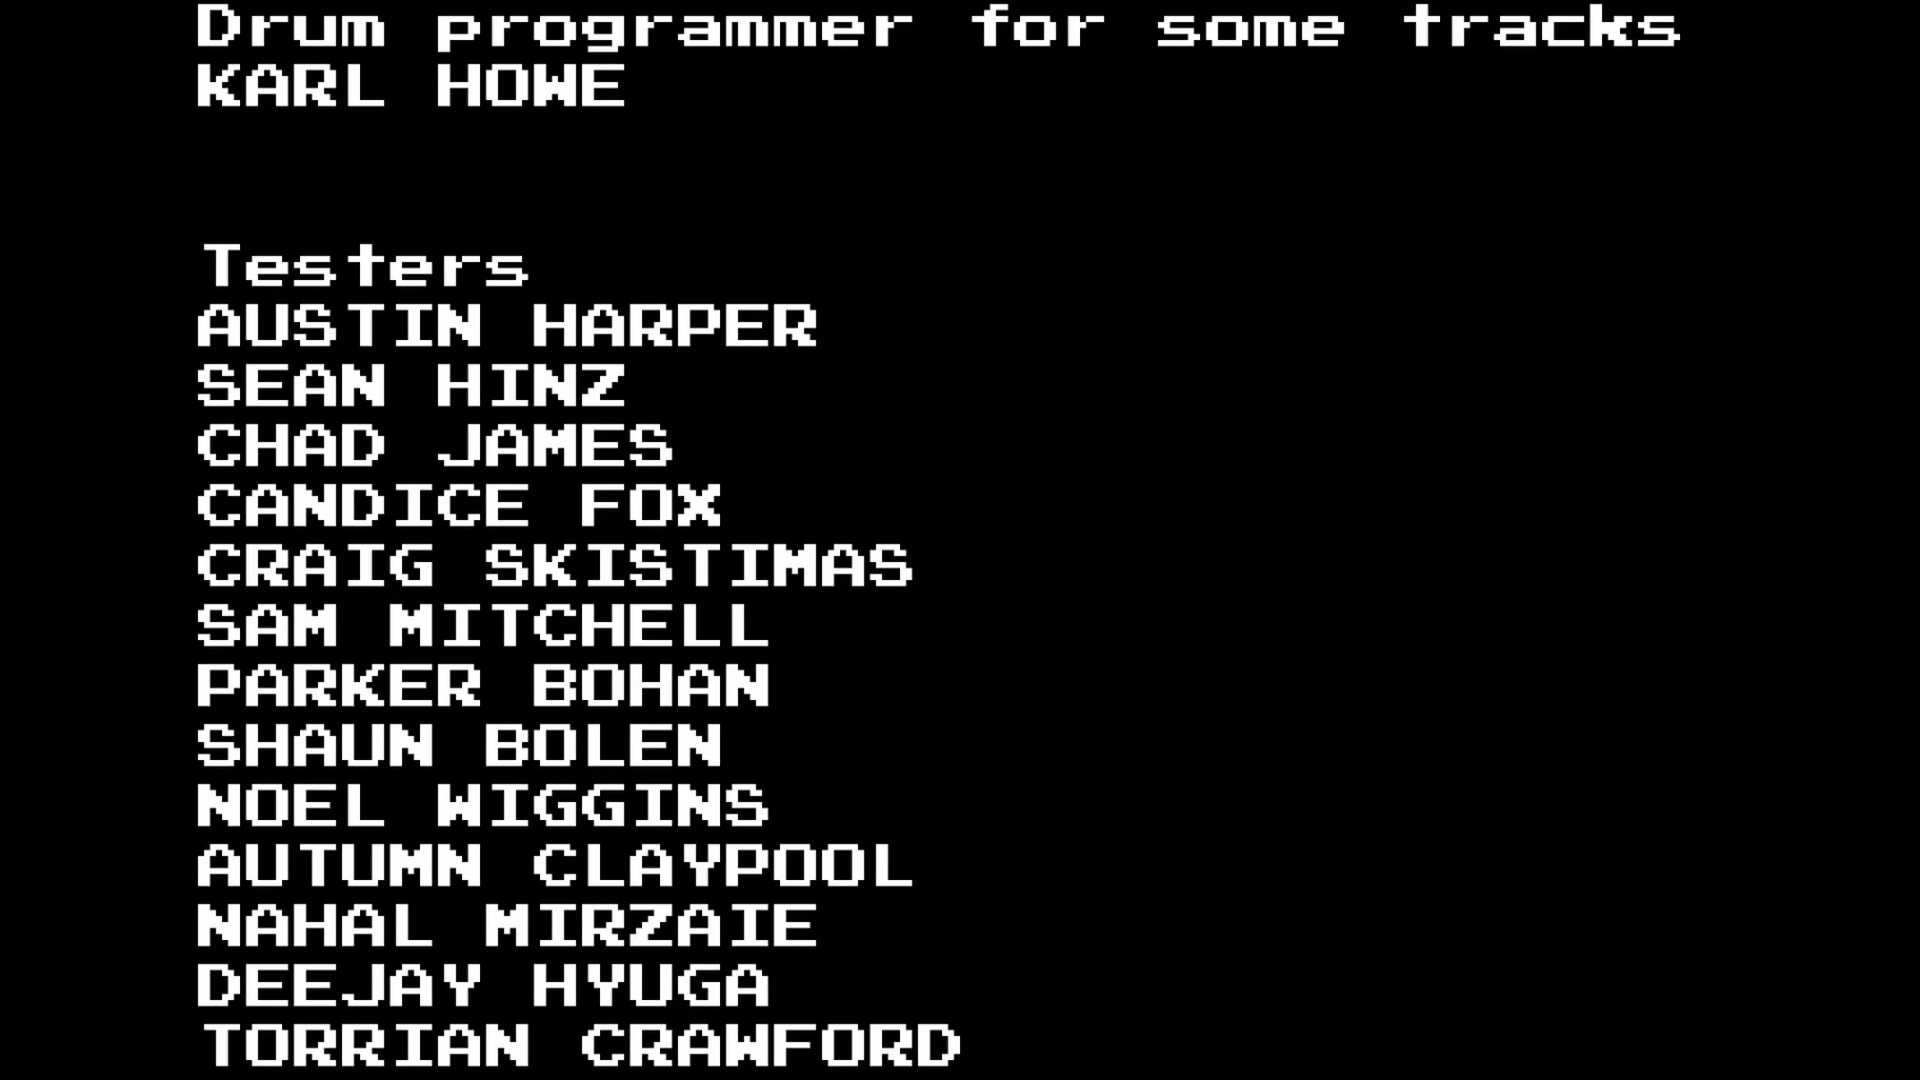 Drum programmer for some tracks
KARL HOWE
Testers
AUSTIN HARPER
SEAN HINZ
CHAD JAMES
CANDICE FOX
CRAIG SKISTIMAS
SAM MITCHELL
PARKER BOHAN
SHAUN BOLEN
NOEL WIGGINS
AUTUMN CLAYPOOL
NAHAL MIRZAIE
DEEJAY HYUGA
TORRIAN CRAWFORD